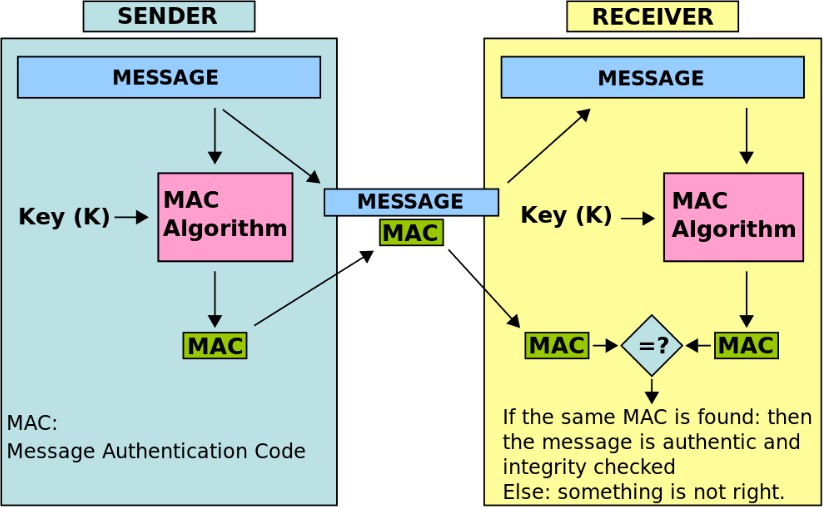 SENDER
MESSAGE
MAC
Algorithm
Key (K)
MAC
MAC:
Message Authentication Code
MESSAGE
MAC
RECEIVER
MESSAGE
Key (K)
MAC
Algorithm
MAC
=?
MAC
If the same MAC is found: then
the message is authentic and
integrity checked
Else: something is not right.